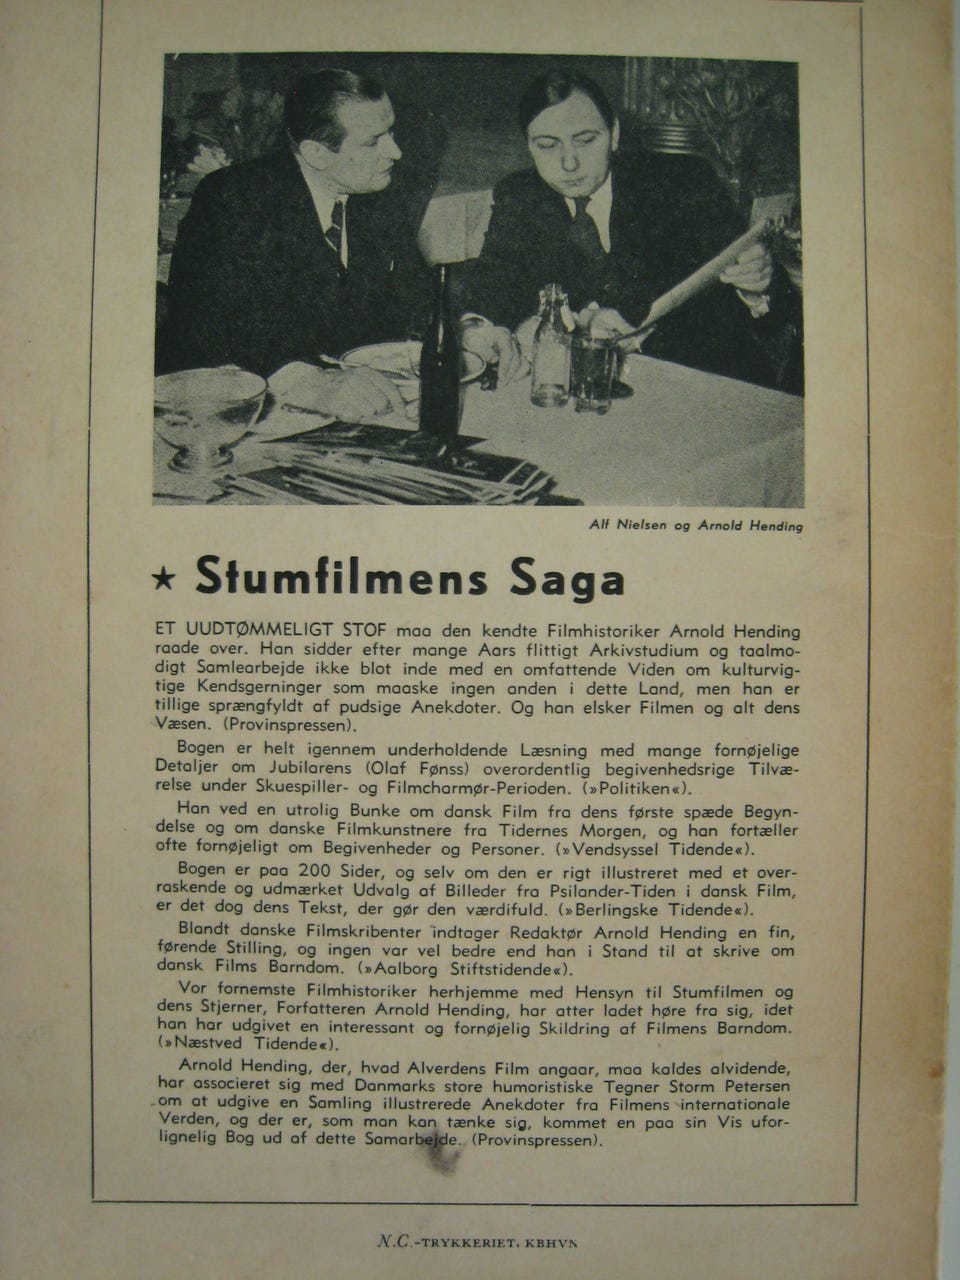 Alf Nielsen og Arnold Hending
★ Stumfilmens Saga
ET UUDTØMMELIGT STOF maa den kendte Filmhistoriker Arnold Hending
raade over. Han sidder efter mange Aars flittigt Arkivstudium og taalmo-
digt Samlearbejde ikke blot inde med en omfattende Viden om kulturvig-
tige Kendsgerninger som maaske ingen anden i dette Land, men han er
tillige sprængfyldt af pudsige Anekdoter. Og han elsker Filmen og alt dens
Væsen. (Provinspressen).
Bogen er helt igennem underholdende Læsning med mange fornøjelige
Detaljer om Jubilarens (Olaf Fønss) overordentlig begivenhedsrige Tilvæ-
relse under Skuespiller- og Filmcharmør-Perioden. (»Politiken«).
Han ved en utrolig Bunke om dansk Film fra dens første spæde Begyn-
delse og om danske Filmkunstnere fra Tidernes Morgen, og han fortæller
ofte fornøjeligt om Begivenheder og Personer. (»Vendsyssel Tidende«).
Bogen er paa 200 Sider, og selv om den er rigt illustreret med et over-
raskende og udmærket Udvalg af Billeder fra Psilander-Tiden i dansk Film,
er det dog dens Tekst, der gør den værdifuld. (»Berlingske Tidende«).
Blandt danske Filmskribenter indtager Redaktør Arnold Hending en fin,
førende Stilling, og ingen var vel bedre end han i Stand til at skrive om
dansk Films Barndom. (»Aalborg Stiftstidende«).
Vor fornemste Filmhistoriker herhjemme med Hensyn til Stumfilmen og
dens Stjerner, Forfatteren Arnold Hending, har atter ladet høre fra sig, idet
han har udgivet en interessant og fornøjelig Skildring af Filmens Barndom.
(»Næstved Tidende«).
Arnold Hending, der, hvad Alverdens Film angaar, maa kaldes alvidende,
har associeret sig med Danmarks store humoristiske Tegner Storm Petersen
om at udgive en Samling illustrerede Anekdoter fra Filmens internationale
Verden, og der er, som man kan tænke sig, kommet en paa sin Vis ufor-
lignelig Bog ud af dette Samarbejde. (Provinspressen).
N.C.-TRYKKERIET, KBHVN